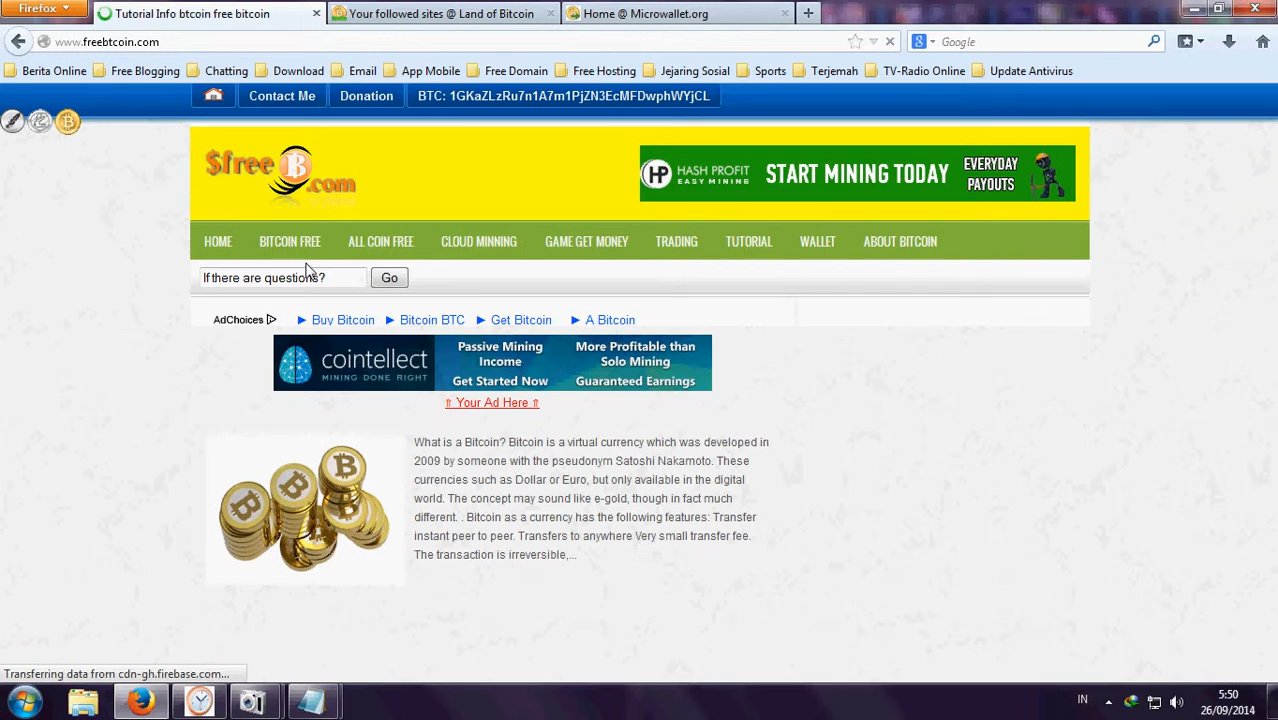 Firefox
Tutorial Info btcoin free bitcoin
Your followed sites @ Land of Bitcoin
Home @ Microwallet.org
www.freebtcoin.com
Google
Berita Online
Free Blogging
Chatting
Download
Email
App Mobile
Free Domain
Free Hosting
Jejaring Sosial
Sports
Terjemah
TV-Radio Online
Update Antivirus
Contact Me
Donation
BTC: 1GKaZLzRu7n1A7m1PjZN3EcMFDwphWYjCL
$free B .com
HP HASH PROFIT
EASY MINING
START MINING TODAY
EVERYDAY
PAYOUTS
HOME
BITCOIN FREE
ALL COIN FREE
CLOUD MINNING
GAME GET MONEY
TRADING
TUTORIAL
WALLET
ABOUT BITCOIN
If there are questions?
Go
AdChoices
Buy Bitcoin
Bitcoin BTC
Get Bitcoin
A Bitcoin
cointellect
MINING DONE RIGHT
Passive Mining
Income
Get Started Now
More Profitable than
Solo Mining
Guaranteed Earnings
⇑ Your Ad Here ⇑
What is a Bitcoin? Bitcoin is a virtual currency which was developed in
2009 by someone with the pseudonym Satoshi Nakamoto. These
currencies such as Dollar or Euro, but only available in the digital
world. The concept may sound like e-gold, though in fact much
different. . Bitcoin as a currency has the following features: Transfer
instant peer to peer. Transfers to anywhere Very small transfer fee.
The transaction is irreversible,...
Transferring data from cdn-gh.firebase.com...
IN
5:50
26/09/2014